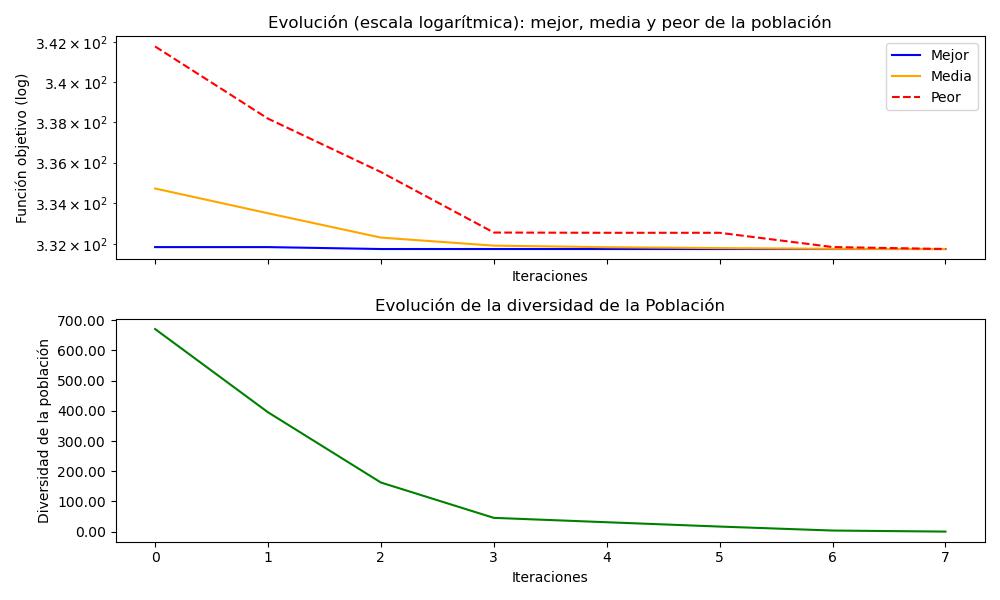 Evolución (escala logarítmica): mejor, media y peor de la población
Función objetivo (log)
3.42 × 10²
3.4 × 10²
3.38 × 10²
3.36 × 10²
3.34 × 10²
3.32 × 10²
Mejor
Media
Peor
Iteraciones
Evolución de la diversidad de la Población
Diversidad de la población
700.00
600.00
500.00
400.00
300.00
200.00
100.00
0.00
0 1 2 3 4 5 6 7
Iteraciones